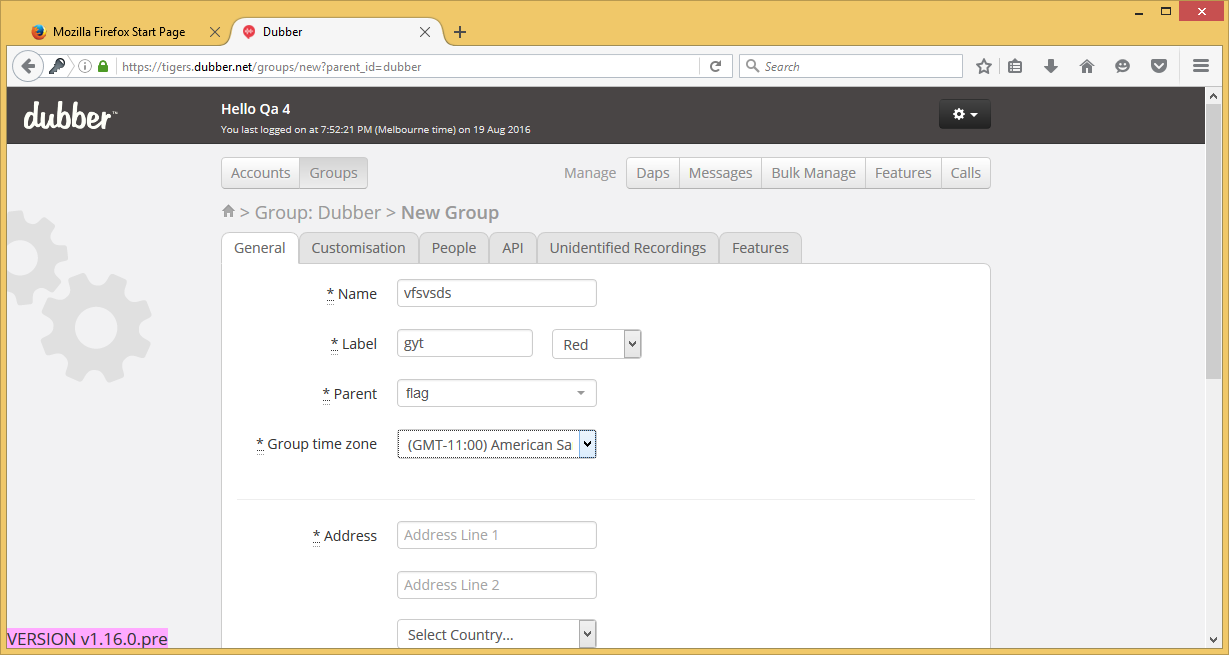 Mozilla Firefox Start Page
Dubber
https://tigers.dubber.net/groups/new?parent_id=dubber
Search
dubber™
Hello Qa 4
You last logged on at 7:52:21 PM (Melbourne time) on 19 Aug 2016
Accounts Groups Manage Daps Messages Bulk Manage Features Calls
> Group: Dubber > New Group
General Customisation People API Unidentified Recordings Features
* Name vfsvsds
* Label gyt Red
* Parent flag
* Group time zone (GMT-11:00) American Sa
* Address Address Line 1
Address Line 2
Select Country...
VERSION v1.16.0.pre